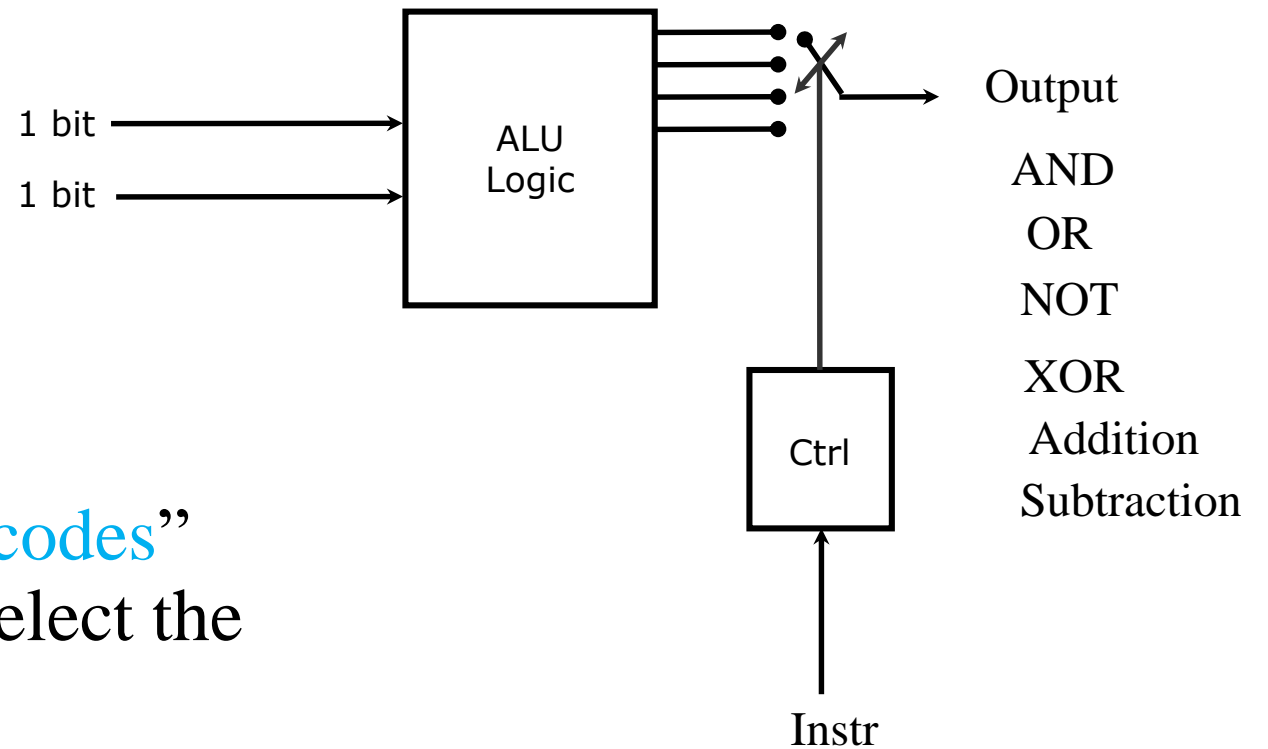 1 bit
1 bit
ALU
Logic
Output
AND
OR
NOT
XOR
Addition
Subtraction
Ctrl
Instr
codes”
elect the